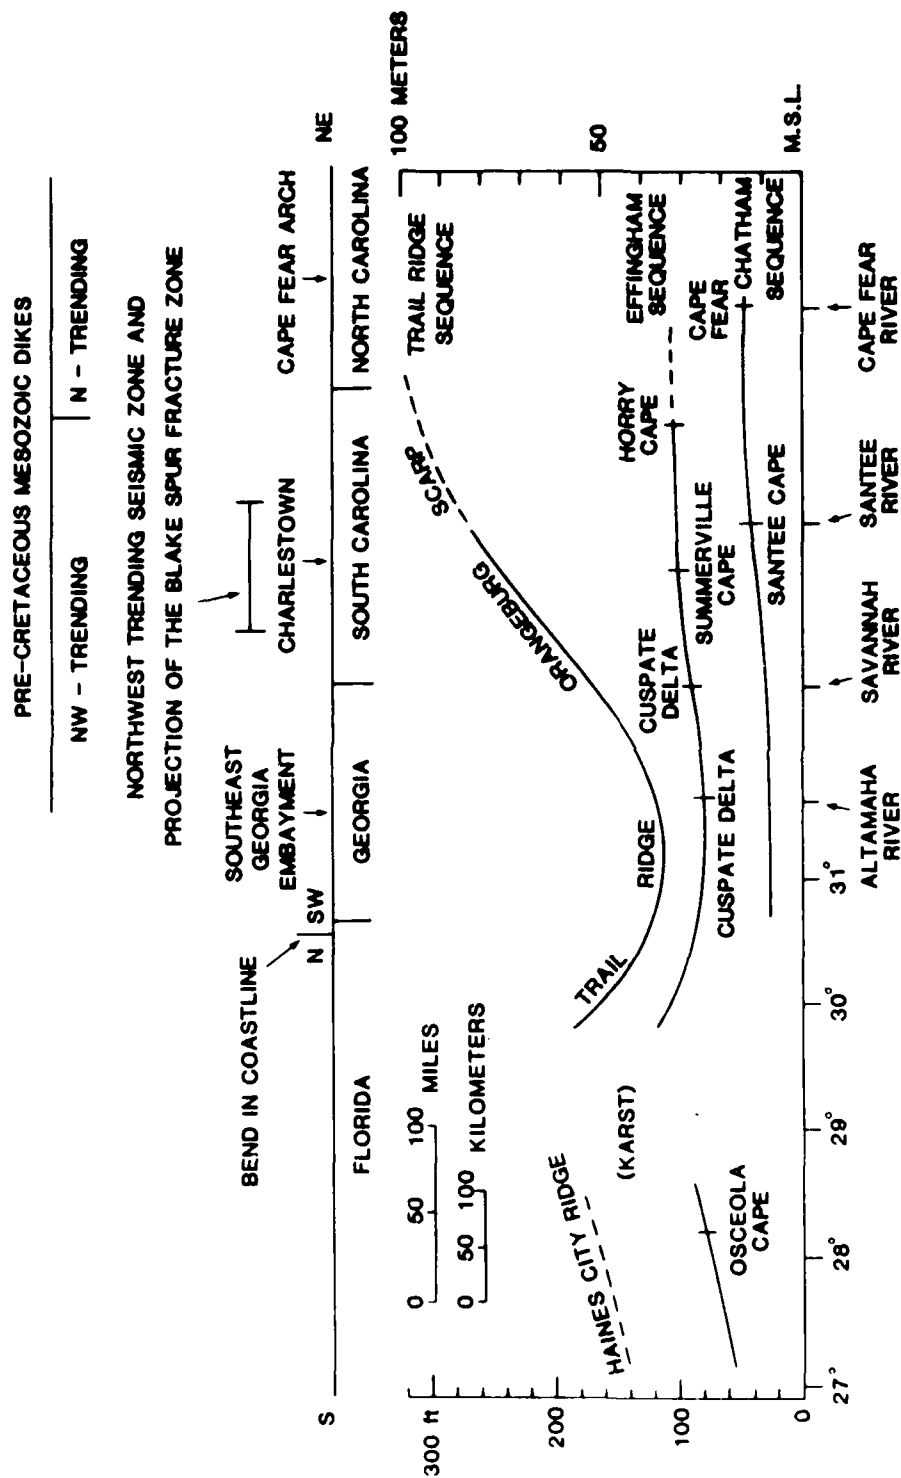 PRE-CRETACEOUS MESOZOIC DIKES
NW - TRENDING
N - TRENDING
NORTHWEST TRENDING SEISMIC ZONE AND
PROJECTION OF THE BLAKE SPUR FRACTURE ZONE
BEND IN COASTLINE
SOUTHEAST
GEORGIA
EMBAYMENT
CHARLESTOWN
CAPE FEAR ARCH
S
N
SW
NE
FLORIDA
GEORGIA
SOUTH CAROLINA
NORTH CAROLINA
0
50
100
MILES
0
50
100
KILOMETERS
300 ft
200
100
0
100 METERS
50
M.S.L.
TRAIL RIDGE
SEQUENCE
TRAIL
RIDGE
ORANGEBURG
SCARP
HAINES CITY RIDGE
(KARST)
EFFINGHAM
SEQUENCE
HORRY
CAPE
CUSPATE
DELTA
SUMMERVILLE
CAPE
CUSPATE DELTA
CAPE
FEAR
CHATHAM
SEQUENCE
SANTEE CAPE
OSCEOLA
CAPE
27°
28°
29°
30°
31°
ALTAMAHA
RIVER
SAVANNAH
RIVER
SANTEE
RIVER
CAPE FEAR
RIVER